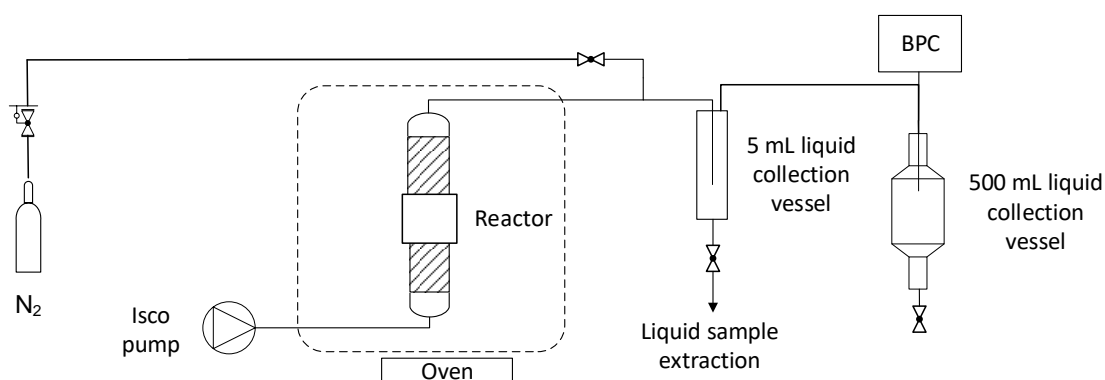 BPC
5 mL liquid
collection
vessel
500 mL liquid
collection
vessel
Reactor
N₂
Isco
pump
Liquid sample
extraction
Oven